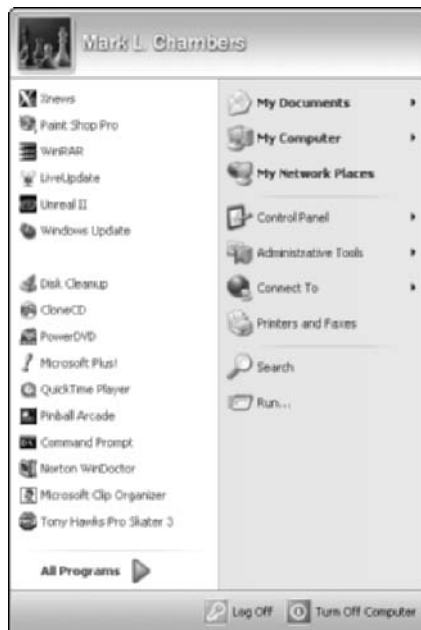 Mark L. Chambers
Xnews
Paint Shop Pro
WinRAR
LiveUpdate
Unreal II
Windows Update
Disk Cleanup
CloneCD
PowerDVD
Microsoft Plus!
QuickTime Player
Pinball Arcade
Command Prompt
Norton WinDoctor
Microsoft Clip Organizer
Tony Hawks Pro Skater 3
All Programs
My Documents
My Computer
My Network Places
Control Panel
Administrative Tools
Connect To
Printers and Faxes
Search
Run...
Log Off
Turn Off Computer